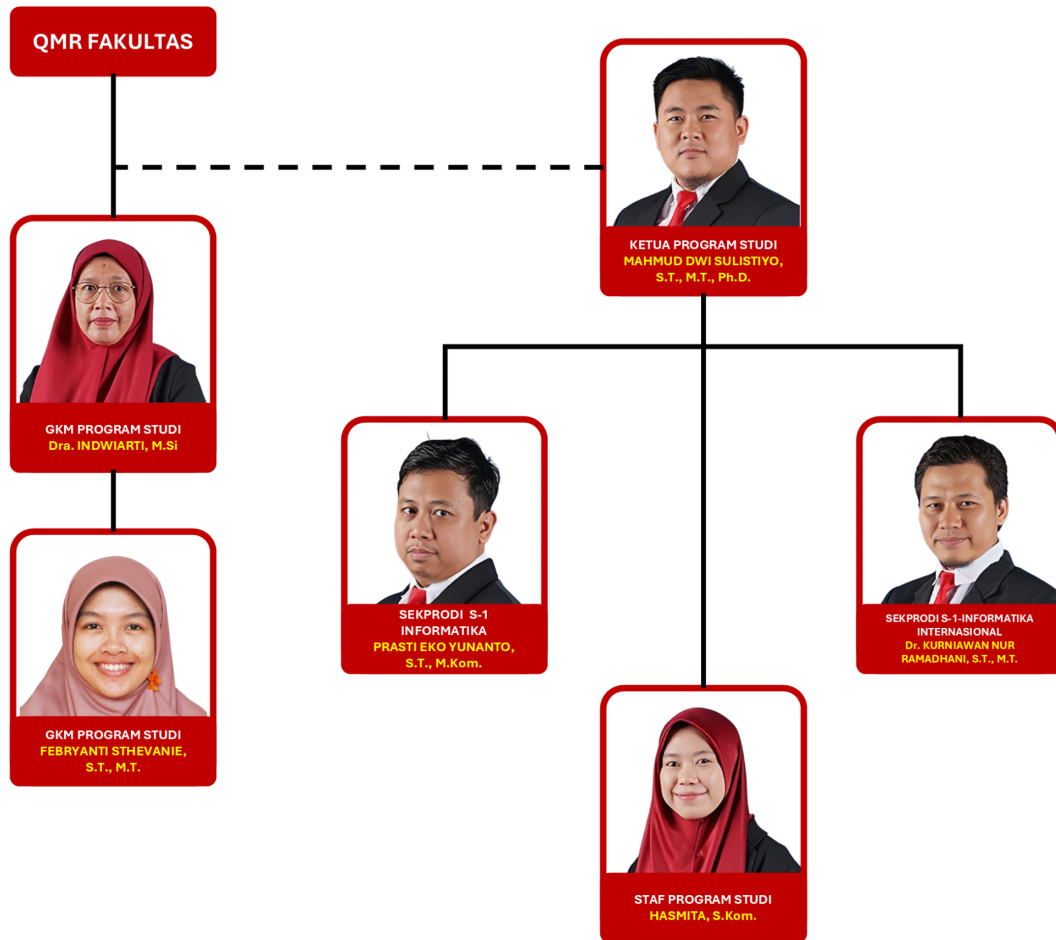 QMR FAKULTAS
KETUA PROGRAM STUDI
MAHMUD DWI SULISTIYO,
S.T., M.T., Ph.D.
GKM PROGRAM STUDI
Dra. INDWIARTI, M.Si
SEKPRODI S-1
INFORMATIKA
PRASTI EKO YUNANTO,
S.T., M.Kom.
SEKPRODI S-1-INFORMATIKA
INTERNASIONAL
Dr. KURNIAWAN NUR
RAMADHANI, S.T., M.T.
GKM PROGRAM STUDI
FEBRYANTI STHEVANIE,
S.T., M.T.
STAF PROGRAM STUDI
HASMITA, S.Kom.